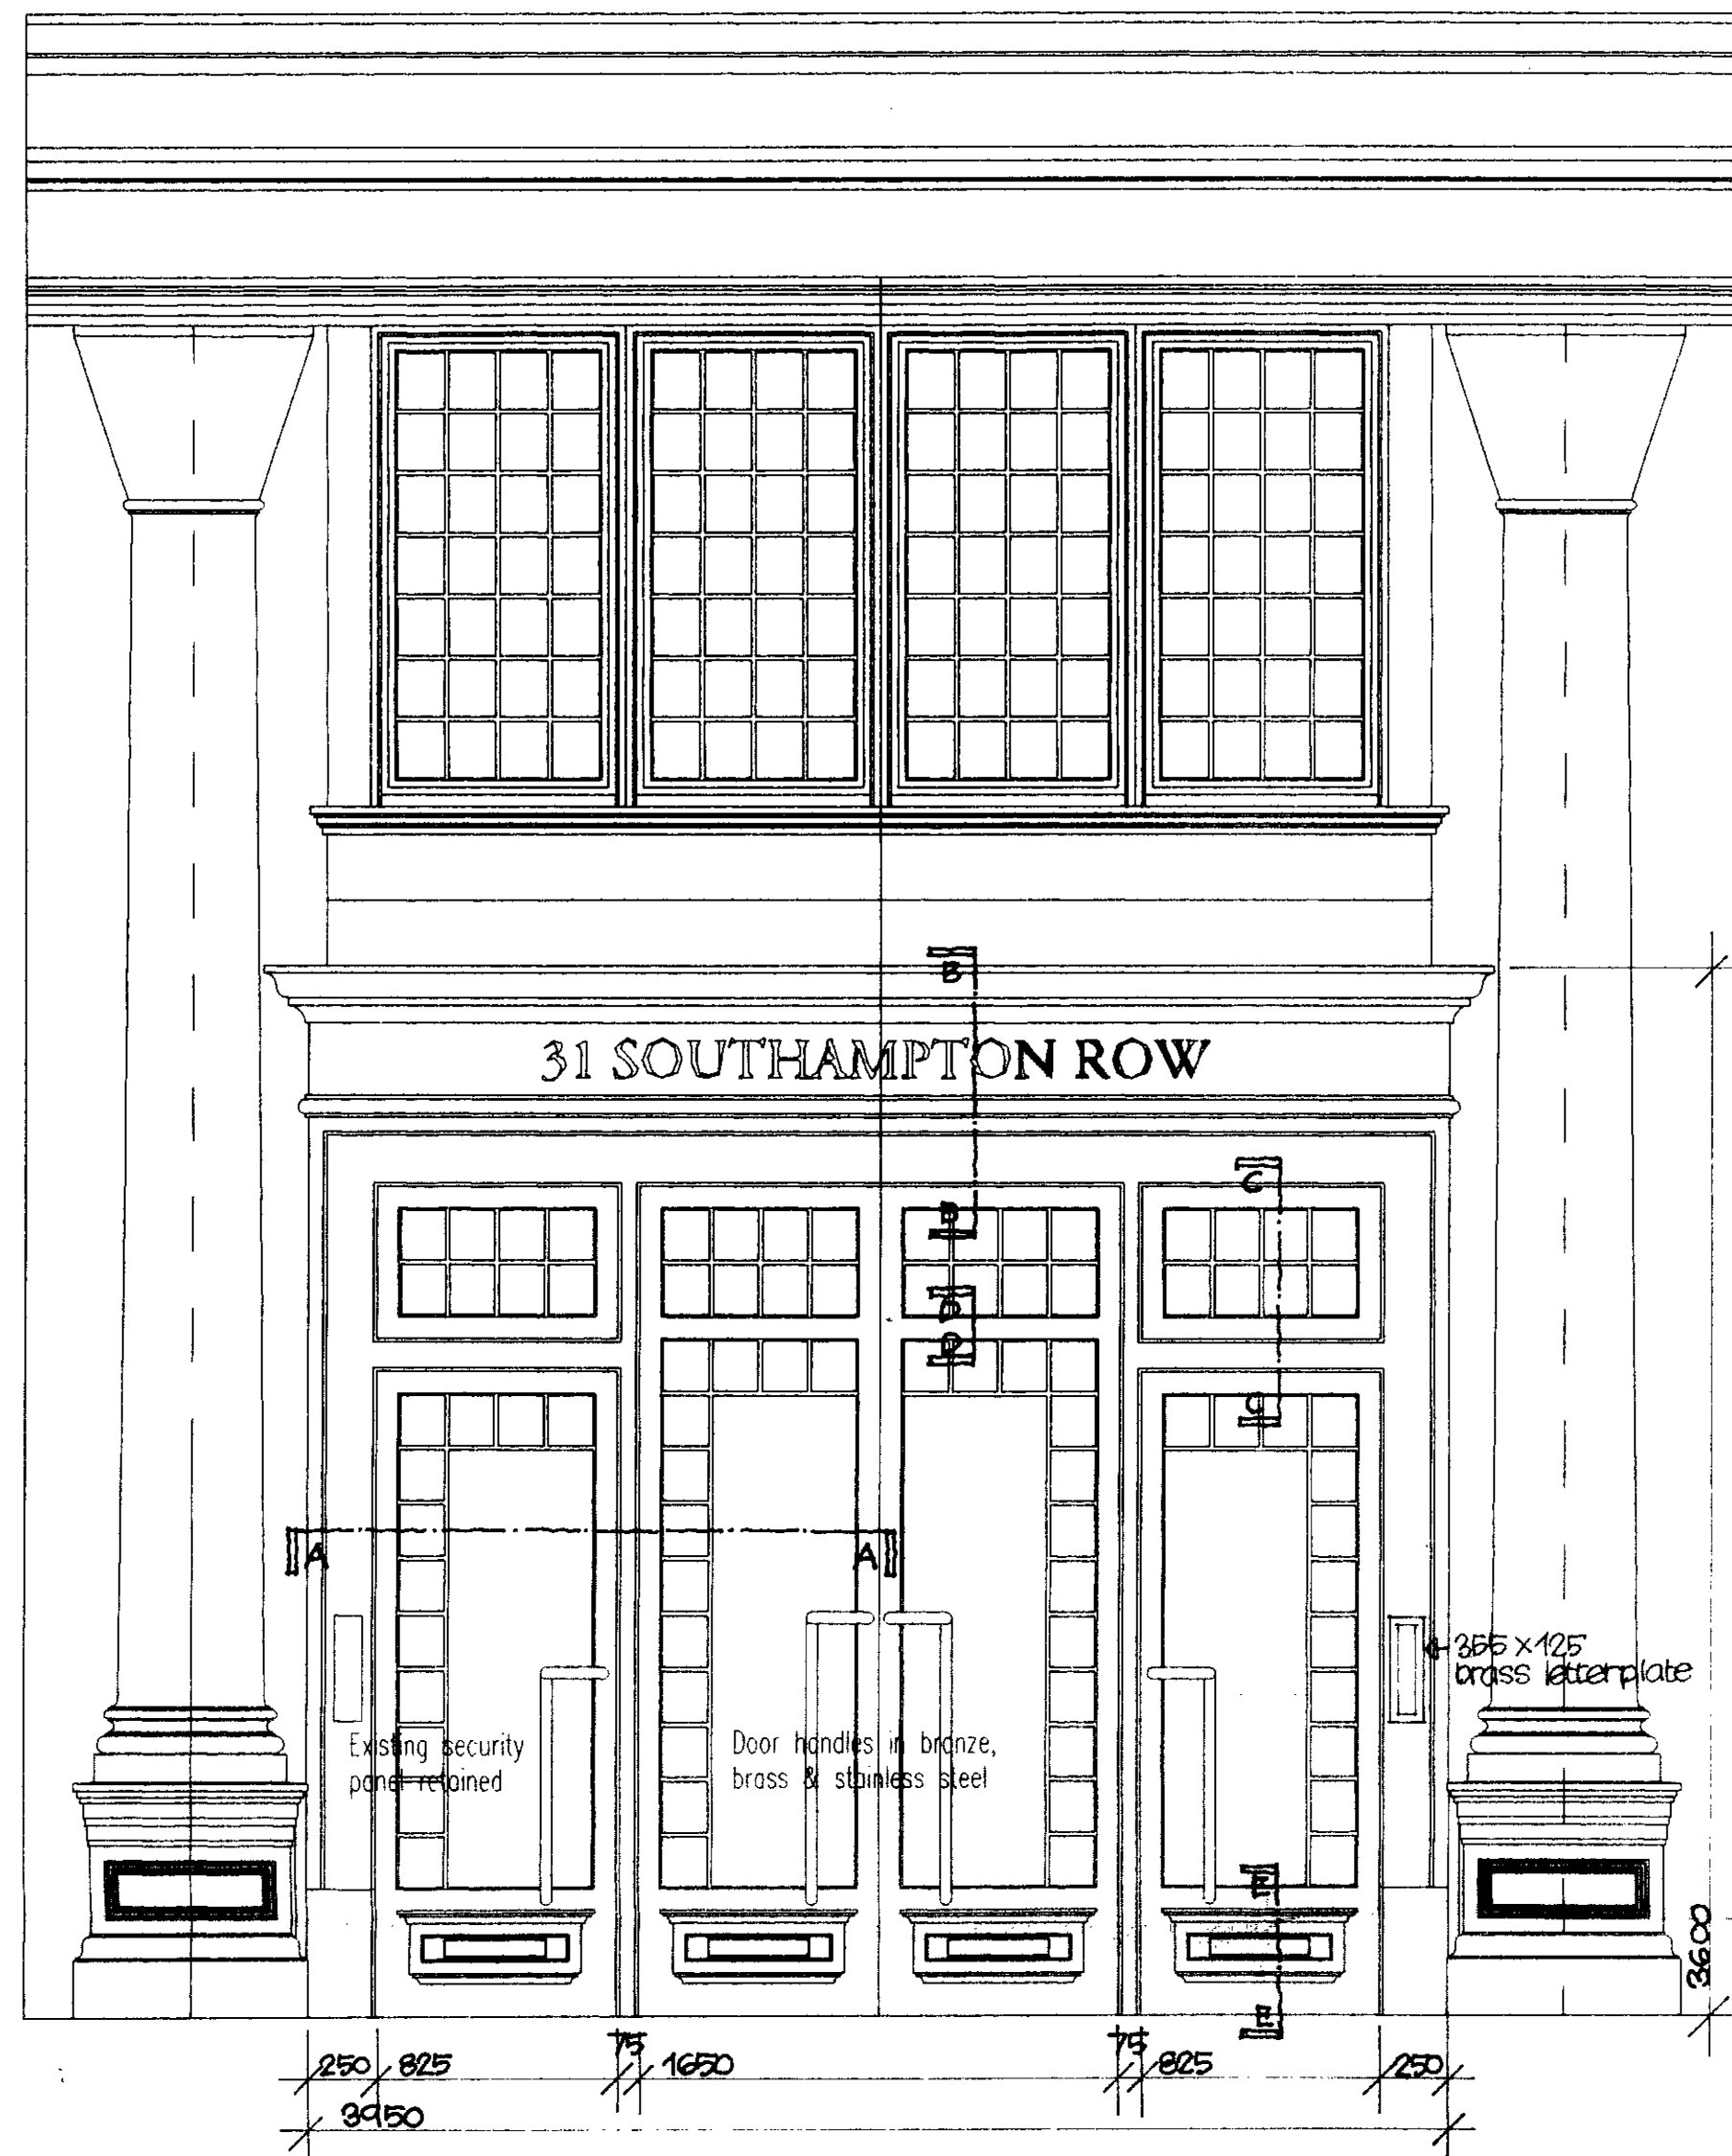 B
31 SOUTHAMPTON ROW
C
B
D
D
C
A A
355 X 125
brass letterplate
Existing security
panel retained
Door handles in bronze,
brass & stainless steel
F
3600
F
250 825 75 1650 75 825 250
3950